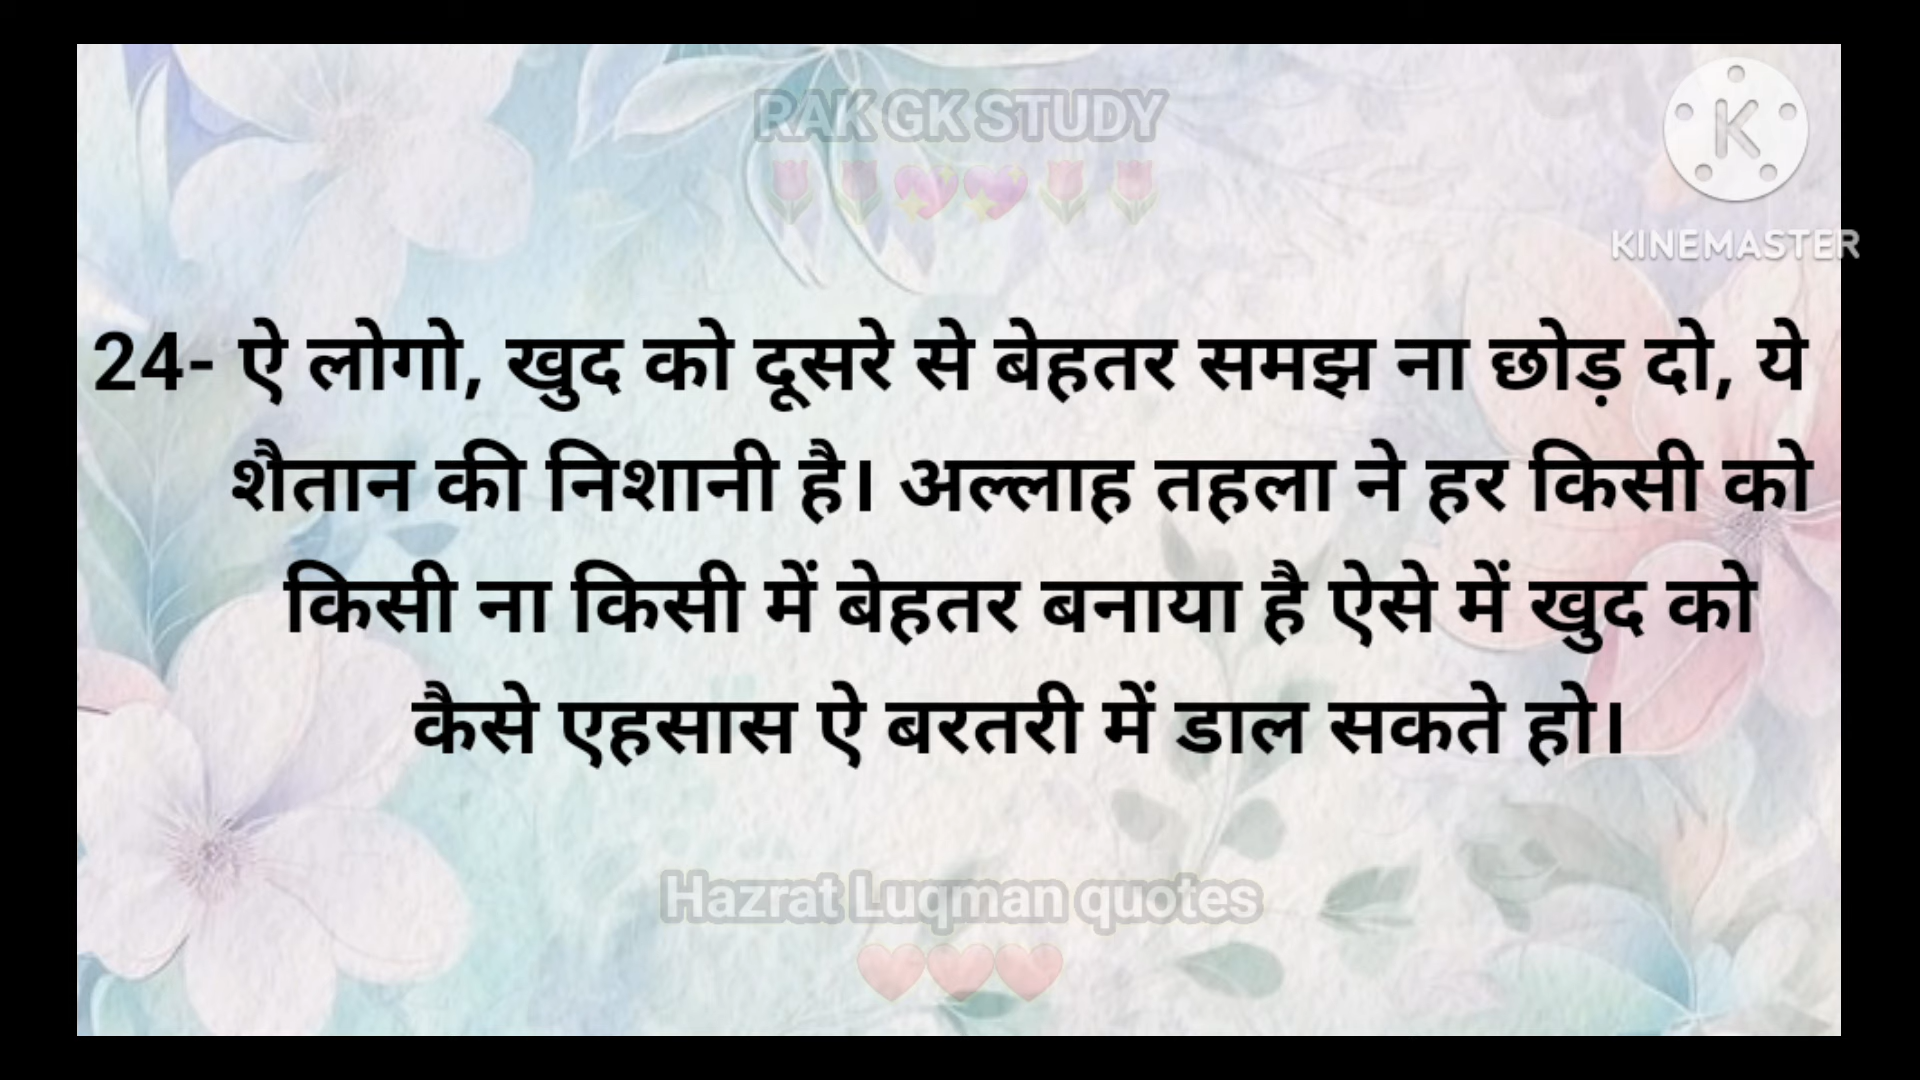 RAK GK STUDY
KINEMASTER
24- ऐ लोगो, खुद को दूसरे से बेहतर समझ ना छोड़ दो, ये
शैतान की निशानी है। अल्लाह तहला ने हर किसी को
किसी ना किसी में बेहतर बनाया है ऐसे में खुद को
कैसे एहसास ऐ बरतरी में डाल सकते हो।
Hazrat Luqman quotes